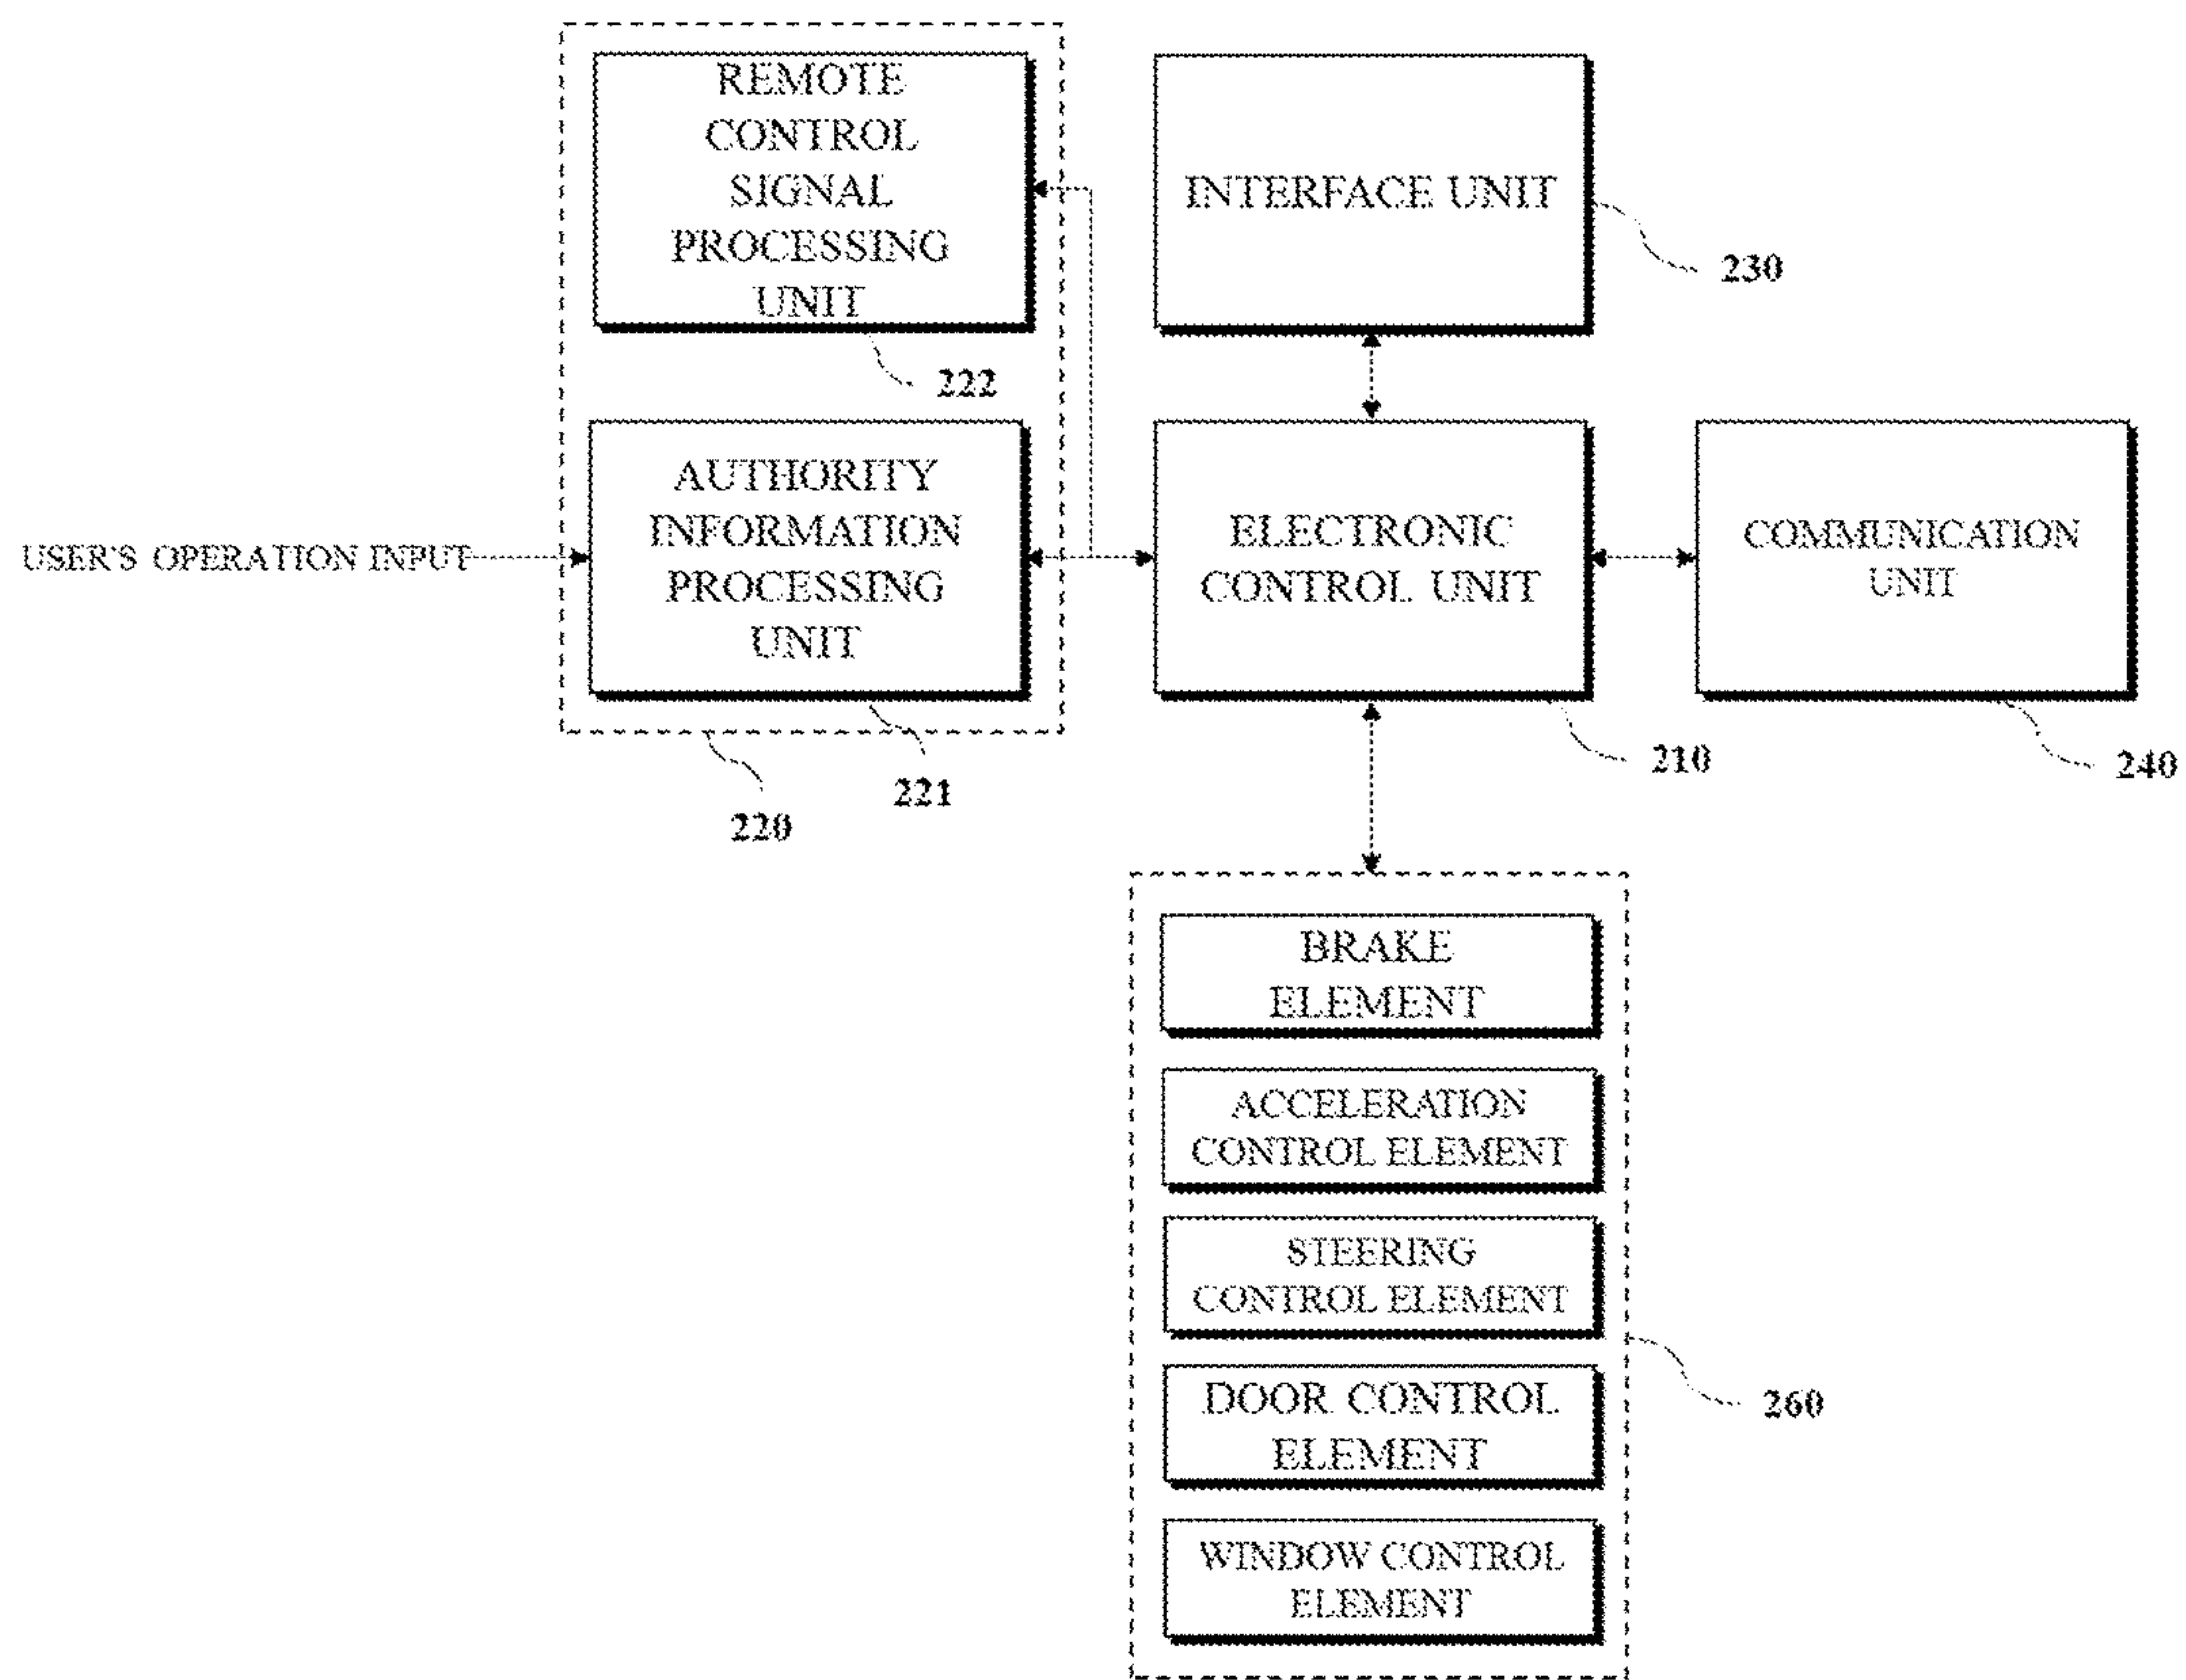 REMOTE
CONTROL
SIGNAL
PROCESSING
UNIT
222
INTERFACE UNIT
230
USER'S OPERATION INPUT
AUTHORITY
INFORMATION
PROCESSING
UNIT
221
220
ELECTRONIC
CONTROL UNIT
210
COMMUNICATION
UNIT
240
BRAKE
ELEMENT
ACCELERATION
CONTROL ELEMENT
STEERING
CONTROL ELEMENT
DOOR CONTROL
ELEMENT
WINDOW CONTROL
ELEMENT
260